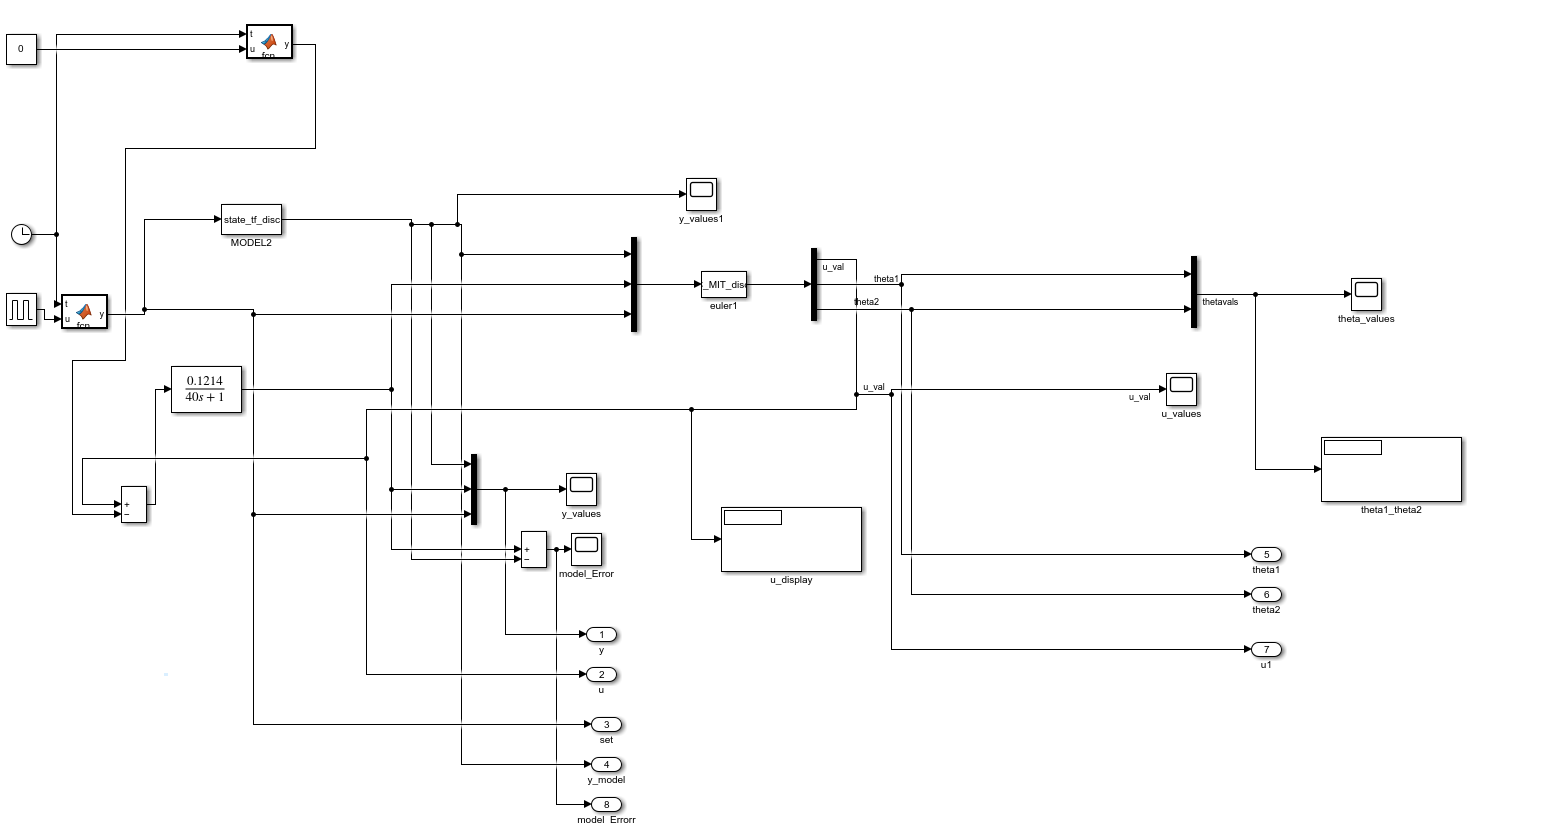 0
t
u
y
fcn
y_values1
state_tf_disc
MODEL2
u_val
theta1
_MIT_disc
euler1
theta2
thetavals
theta_values
t
u
y
fcn
0.1214
40s + 1
u_val
u_val
u_values
+
−
y_values
theta1_theta2
+
−
model_Error
u_display
5
theta1
6
theta2
1
y
7
u1
2
u
3
set
4
y_model
8
model_Errorr